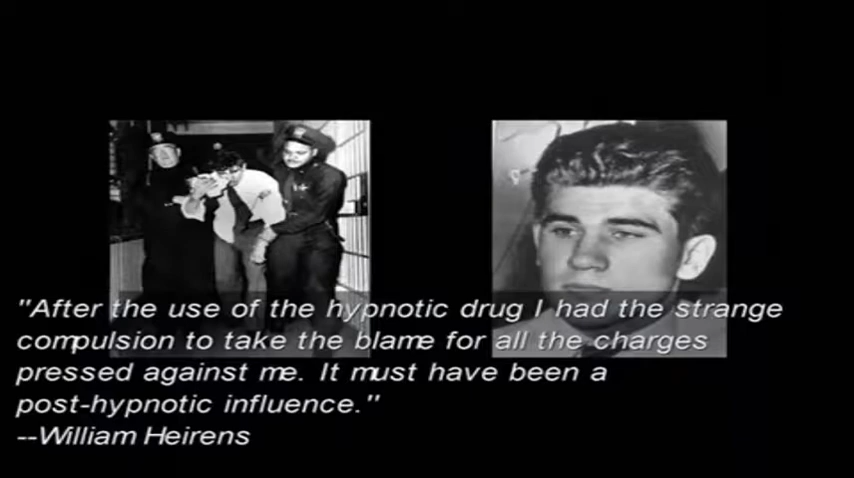 "After the use of the hypnotic drug I had the strange
compulsion to take the blame for all the charges
pressed against me. It must have been a
post-hypnotic influence."
--William Heirens